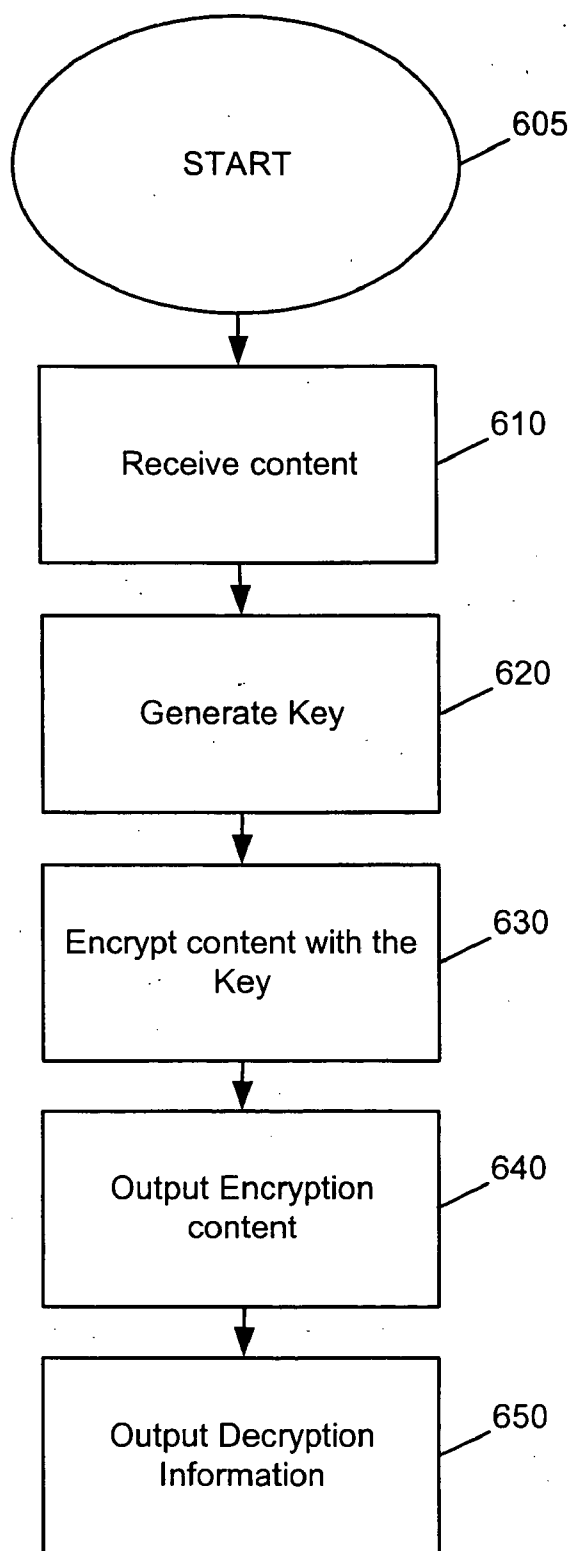 START
605
Receive content
610
Generate Key
620
Encrypt content with the
Key
630
Output Encryption
content
640
Output Decryption
Information
650